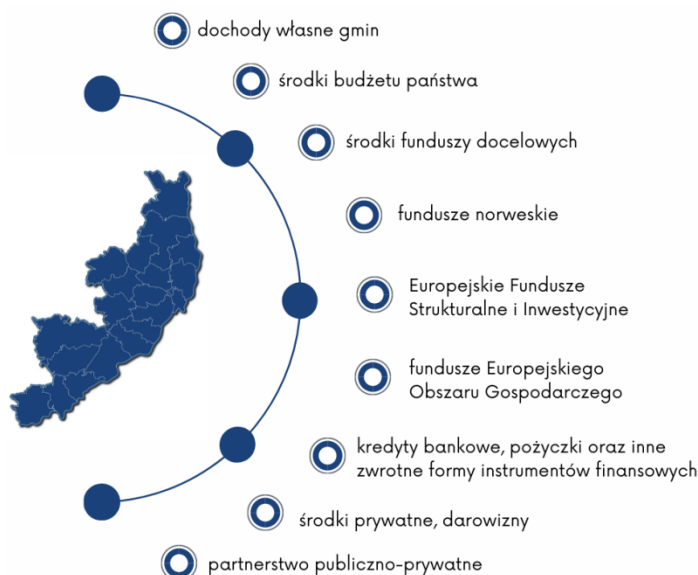 dochody własne gmin
środki budżetu państwa
środki funduszy docelowych
fundusze norweskie
Europejskie Fundusze
Strukturalne i Inwestycyjne
fundusze Europejskiego
Obszaru Gospodarczego
kredyty bankowe, pożyczki oraz inne
zwrotne formy instrumentów finansowych
środki prywatne, darowizny
partnerstwo publiczno-prywatne